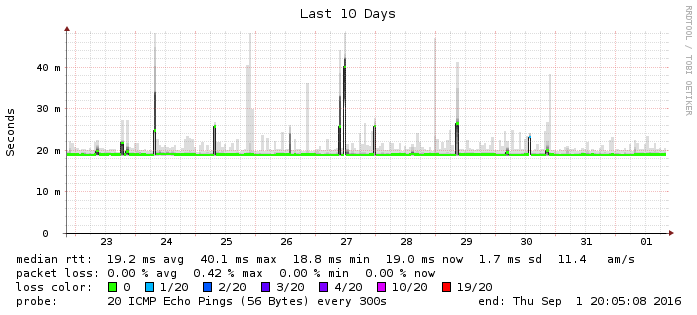 Last 10 Days
RRDTOOL / TOBI OETIKER
Seconds
40 m
30 m
20 m
10 m
0
23 24 25 26 27 28 29 30 31 01
median rtt: 19.2 ms avg 40.1 ms max 18.8 ms min 19.0 ms now 1.7 ms sd 11.4 am/s
packet loss: 0.00 % avg 0.42 % max 0.00 % min 0.00 % now
loss color: 0 1/20 2/20 3/20 4/20 10/20 19/20
probe: 20 ICMP Echo Pings (56 Bytes) every 300s end: Thu Sep 1 20:05:08 2016